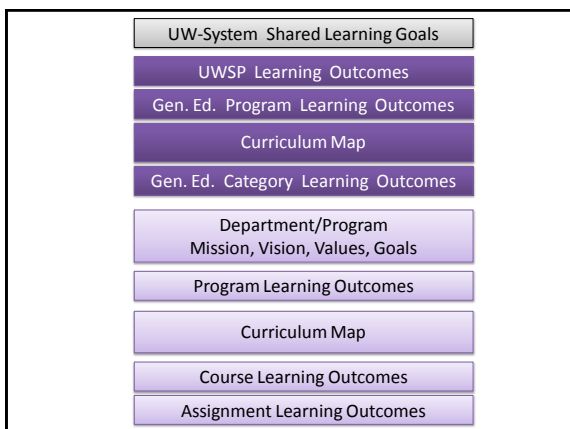 UW-System Shared Learning Goals
UWSP Learning Outcomes
Gen. Ed. Program Learning Outcomes
Curriculum Map
Gen. Ed. Category Learning Outcomes
Department/Program
Mission, Vision, Values, Goals
Program Learning Outcomes
Curriculum Map
Course Learning Outcomes
Assignment Learning Outcomes